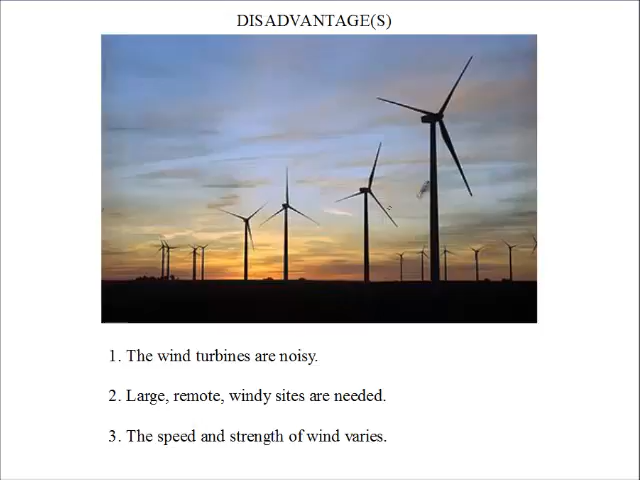 DISADVANTAGE(S)
1. The wind turbines are noisy.
2. Large, remote, windy sites are needed.
3. The speed and strength of wind varies.